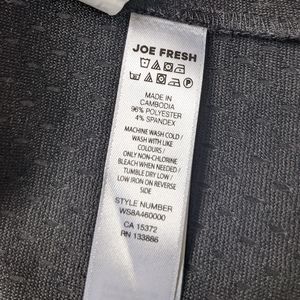 JOE FRESH
MADE IN
CAMBODIA
96% POLYESTER
4% SPANDEX
MACHINE WASH COLD /
WASH WITH LIKE
COLOURS /
ONLY NON-CHLORINE
BLEACH WHEN NEEDED /
TUMBLE DRY LOW /
LOW IRON ON REVERSE
SIDE
STYLE NUMBER
WS8A460000
CA 15372
RN 133886